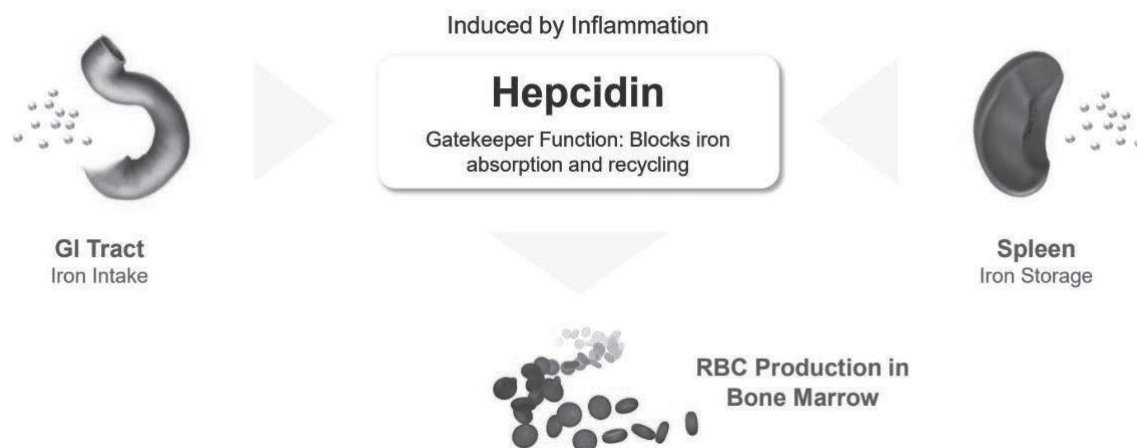 Induced by Inflammation
Hepcidin
Gatekeeper Function: Blocks iron
absorption and recycling
GI Tract
Iron Intake
Spleen
Iron Storage
RBC Production in
Bone Marrow